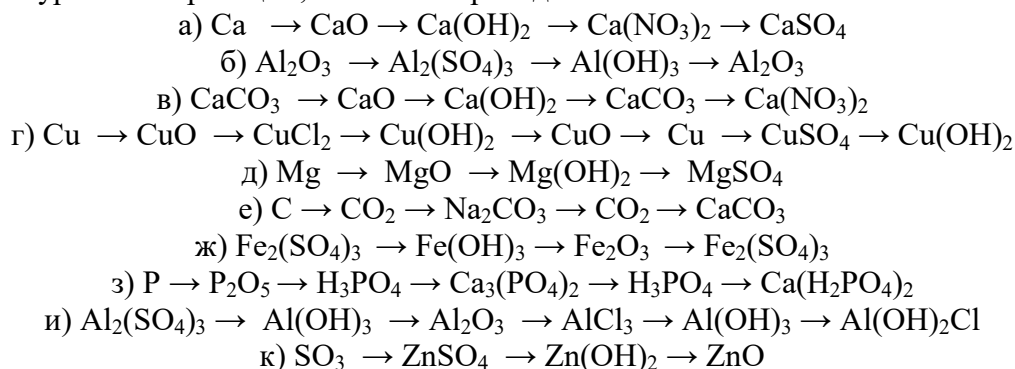 а) Ca → CaO → Ca(OH)₂ → Ca(NO₃)₂ → CaSO₄
б) Al₂O₃ → Al₂(SO₄)₃ → Al(OH)₃ → Al₂O₃
в) CaCO₃ → CaO → Ca(OH)₂ → CaCO₃ → Ca(NO₃)₂
г) Cu → CuO → CuCl₂ → Cu(OH)₂ → CuO → Cu → CuSO₄ → Cu(OH)₂
д) Mg → MgO → Mg(OH)₂ → MgSO₄
е) C → CO₂ → Na₂CO₃ → CO₂ → CaCO₃
ж) Fe₂(SO₄)₃ → Fe(OH)₃ → Fe₂O₃ → Fe₂(SO₄)₃
з) P → P₂O₅ → H₃PO₄ → Ca₃(PO₄)₂ → H₃PO₄ → Ca(H₂PO₄)₂
и) Al₂(SO₄)₃ → Al(OH)₃ → Al₂O₃ → AlCl₃ → Al(OH)₃ → Al(OH)₂Cl
к) SO₃ → ZnSO₄ → Zn(OH)₂ → ZnO